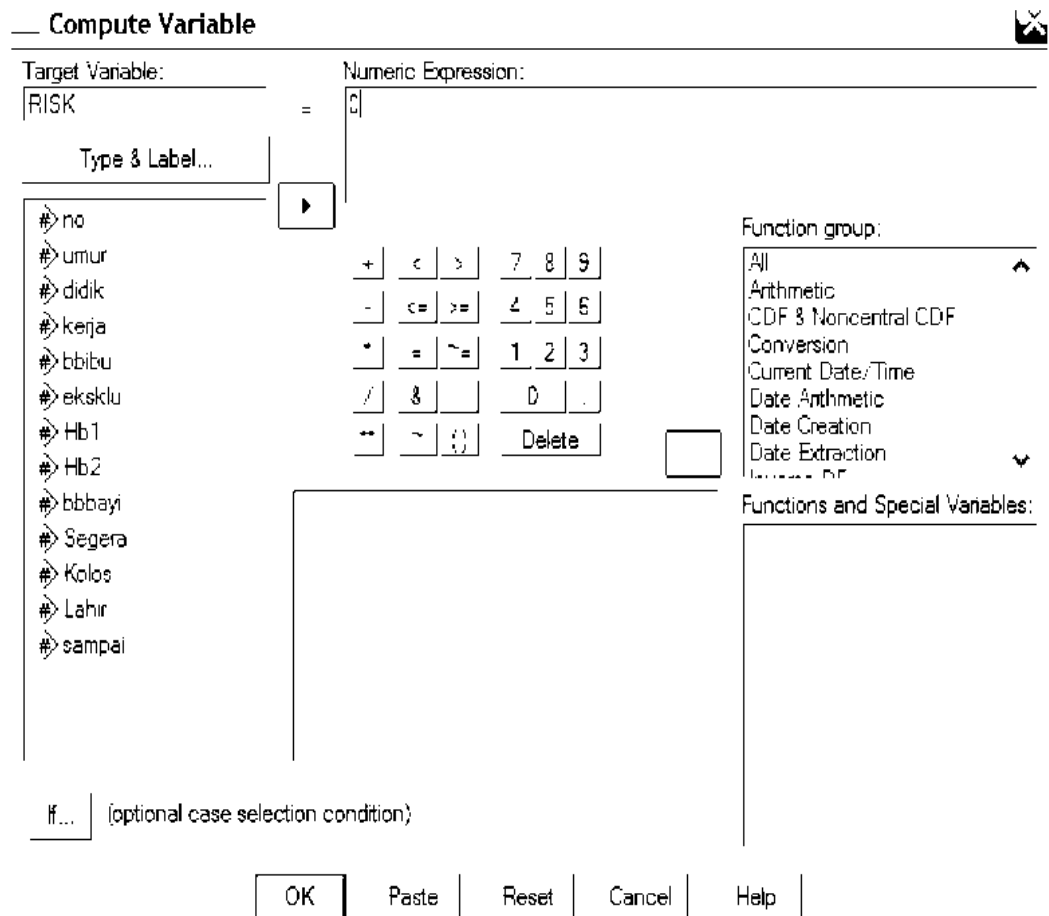 Compute Variable
Target Variable:
Numeric Expression:
RISK
=
0
Type & Label...
no
umur
didik
kerja
bbibu
eksklu
Hb1
Hb2
bbbayi
Segera
Kolos
Lahir
sampai
+ < > 7 8 9
- <= >= 4 5 6
* = ~= 1 2 3
/ & 0 .
** ~ () Delete
Function group:
All
Arithmetic
CDF & Noncentral CDF
Conversion
Current Date/Time
Date Arithmetic
Date Creation
Date Extraction
Functions and Special Variables:
If... (optional case selection condition)
OK Paste Reset Cancel Help